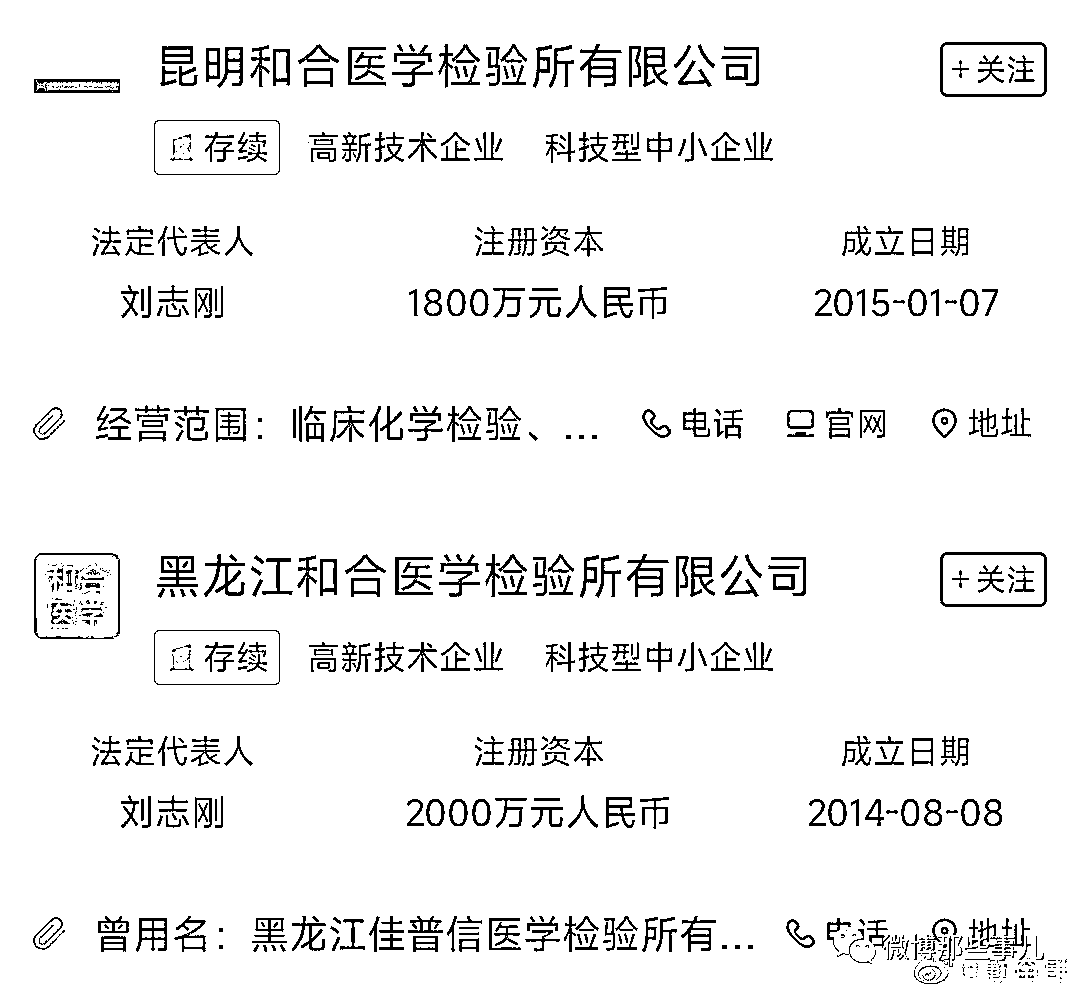 昆明和合医学检验所有限公司
+关注
存续 高新技术企业 科技型中小企业
法定代表人 注册资本 成立日期
刘志刚 1800万元人民币 2015-01-07
经营范围：临床化学检验、... 电话 官网 地址
和合
医学
黑龙江和合医学检验所有限公司
+关注
存续 高新技术企业 科技型中小企业
法定代表人 注册资本 成立日期
刘志刚 2000万元人民币 2014-08-08
曾用名：黑龙江佳普信医学检验所有... 电话 地址
微博那些事儿